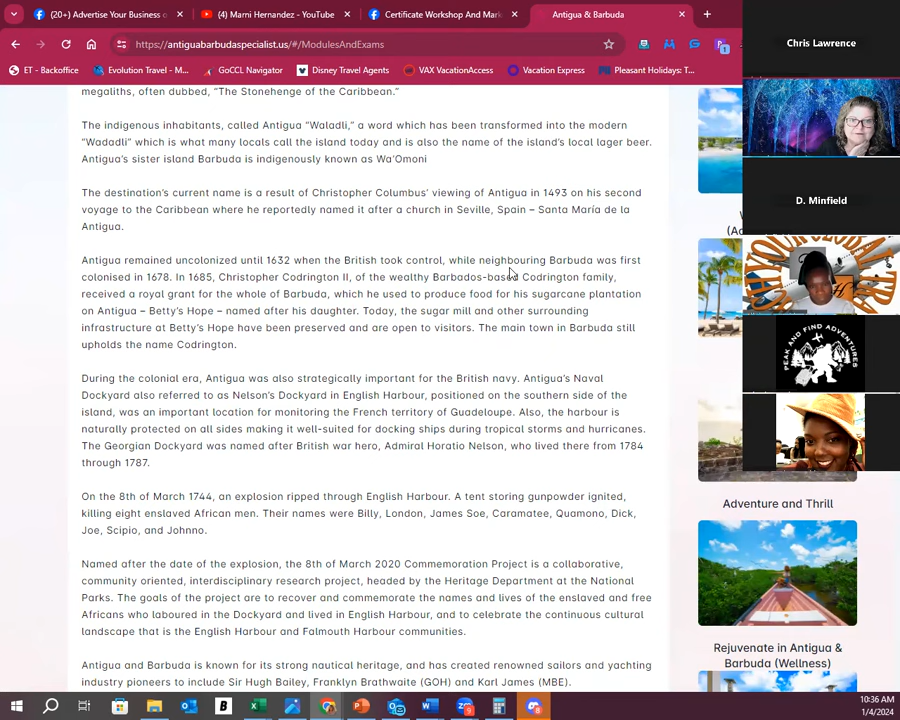 (20+) Advertise Your Business o
(4) Marni Hernandez - YouTube
Certificate Workshop And Mark
Antigua & Barbuda
https://antiguabarbudaspecialist.us/#/ModulesAndExams
ET - Backoffice
Evolution Travel - M...
GoCCL Navigator
Disney Travel Agents
VAX VacationAccess
Vacation Express
Pleasant Holidays: T...
megaliths, often dubbed, "The Stonehenge of the Caribbean."
The indigenous inhabitants, called Antigua "Waladli," a word which has been transformed into the modern
"Wadadli" which is what many locals call the island today and is also the name of the island's local lager beer.
Antigua's sister island Barbuda is indigenously known as Wa'Omoni
The destination's current name is a result of Christopher Columbus' viewing of Antigua in 1493 on his second
voyage to the Caribbean where he reportedly named it after a church in Seville, Spain – Santa María de la
Antigua.
Antigua remained uncolonized until 1632 when the British took control, while neighbouring Barbuda was first
colonised in 1678. In 1685, Christopher Codrington II, of the wealthy Barbados-based Codrington family,
received a royal grant for the whole of Barbuda, which he used to produce food for his sugarcane plantation
on Antigua – Betty's Hope – named after his daughter. Today, the sugar mill and other surrounding
infrastructure at Betty's Hope have been preserved and are open to visitors. The main town in Barbuda still
upholds the name Codrington.
During the colonial era, Antigua was also strategically important for the British navy. Antigua's Naval
Dockyard also referred to as Nelson's Dockyard in English Harbour, positioned on the southern side of the
island, was an important location for monitoring the French territory of Guadeloupe. Also, the harbour is
naturally protected on all sides making it well-suited for docking ships during tropical storms and hurricanes.
The Georgian Dockyard was named after British war hero, Admiral Horatio Nelson, who lived there from 1784
through 1787.
On the 8th of March 1744, an explosion ripped through English Harbour. A tent storing gunpowder ignited,
killing eight enslaved African men. Their names were Billy, London, James Soe, Caramatee, Quamono, Dick,
Joe, Scipio, and Johnno.
Named after the date of the explosion, the 8th of March 2020 Commemoration Project is a collaborative,
community oriented, interdisciplinary research project, headed by the Heritage Department at the National
Parks. The goals of the project are to recover and commemorate the names and lives of the enslaved and free
Africans who laboured in the Dockyard and lived in English Harbour, and to celebrate the continuous cultural
landscape that is the English Harbour and Falmouth Harbour communities.
Antigua and Barbuda is known for its strong nautical heritage, and has created renowned sailors and yachting
industry pioneers to include Sir Hugh Bailey, Franklyn Brathwaite (GOH) and Karl James (MBE).
Adventure and Thrill
Rejuvenate in Antigua &
Barbuda (Wellness)
Chris Lawrence
D. Minfield
PEAK AND FIND ADVENTURES
10:36 AM
1/4/2024